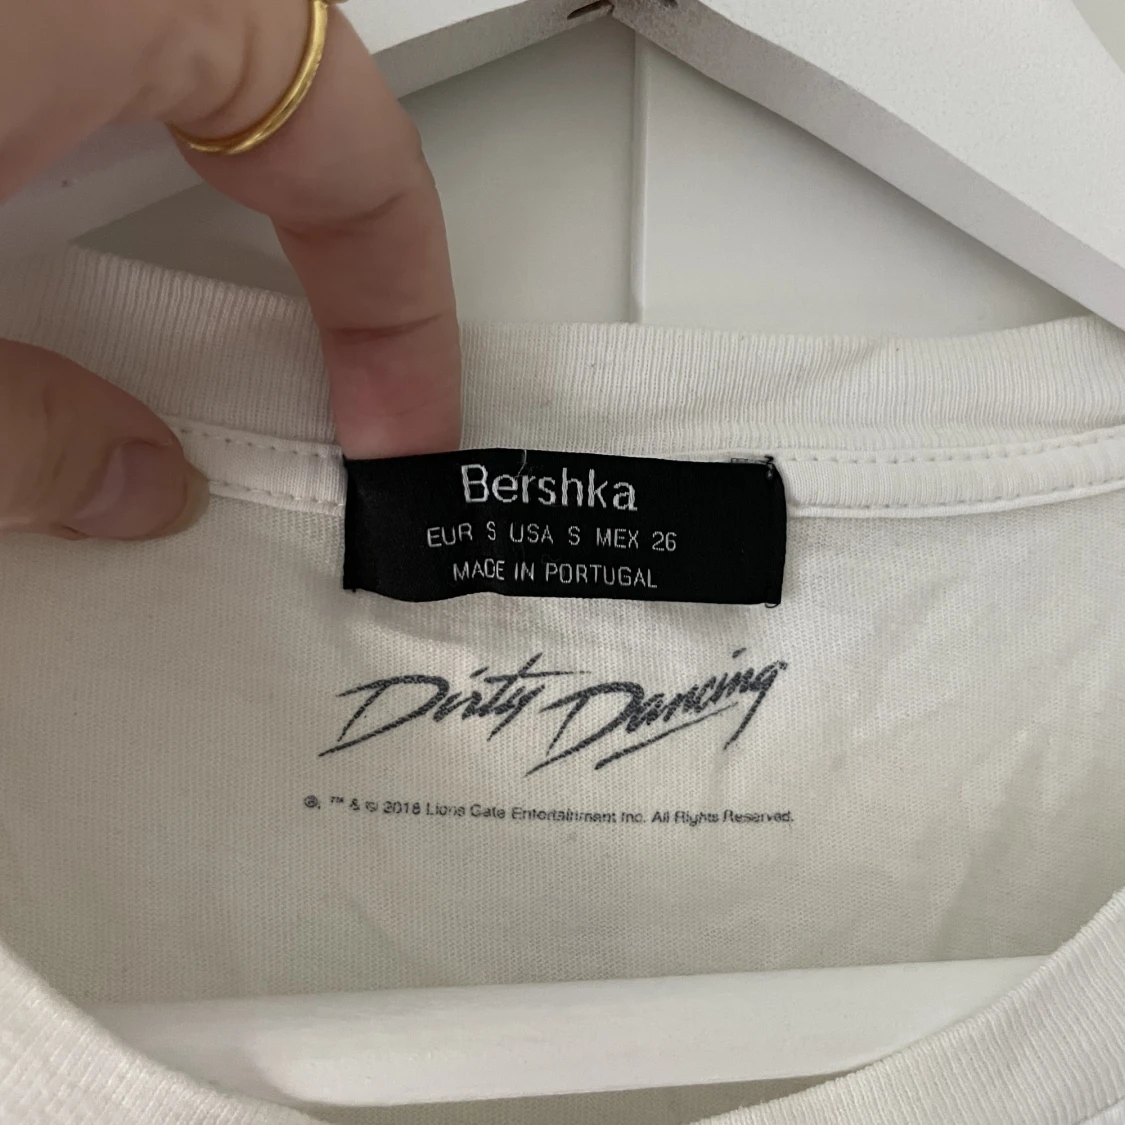 Bershka
EUR S USA S MEX 26
MADE IN PORTUGAL
Dirty Dancing
®, ™ & © 2018 Lions Gate Entertainment Inc. All Rights Reserved.